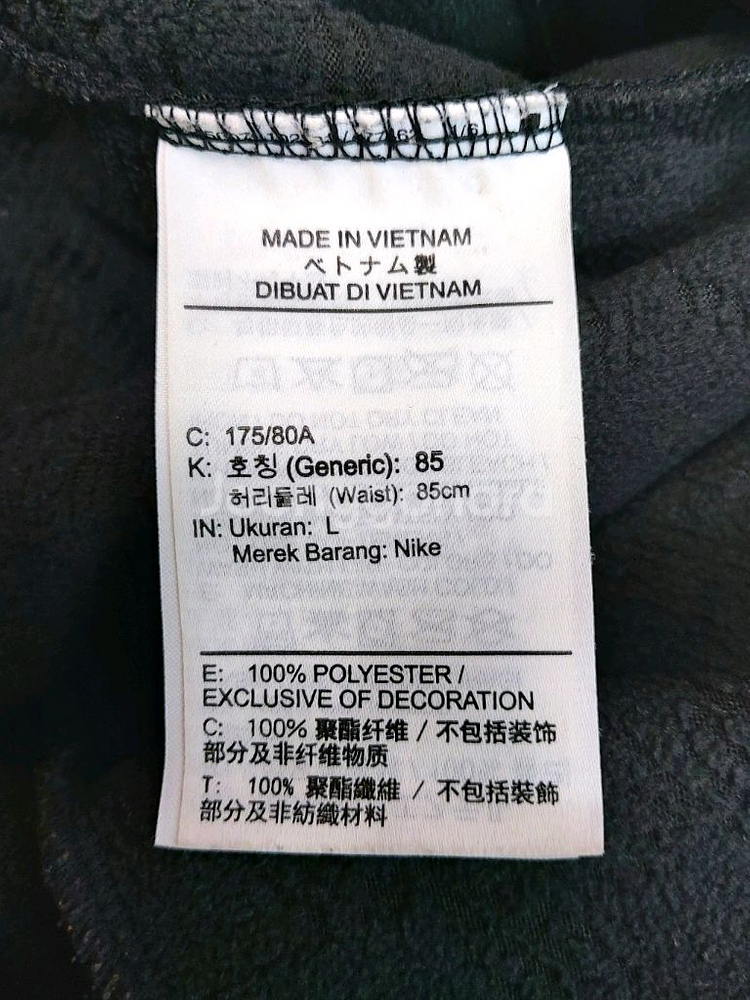 MADE IN VIETNAM
ベトナム製
DIBUAT DI VIETNAM
C: 175/80A
K: 호칭 (Generic): 85
허리둘레 (Waist): 85cm
IN: Ukuran: L
Merek Barang: Nike
E: 100% POLYESTER /
EXCLUSIVE OF DECORATION
C: 100% 聚酯纤维 / 不包括装饰
部分及非纤维物质
T: 100% 聚酯纖維 / 不包括裝飾
部分及非紡織材料